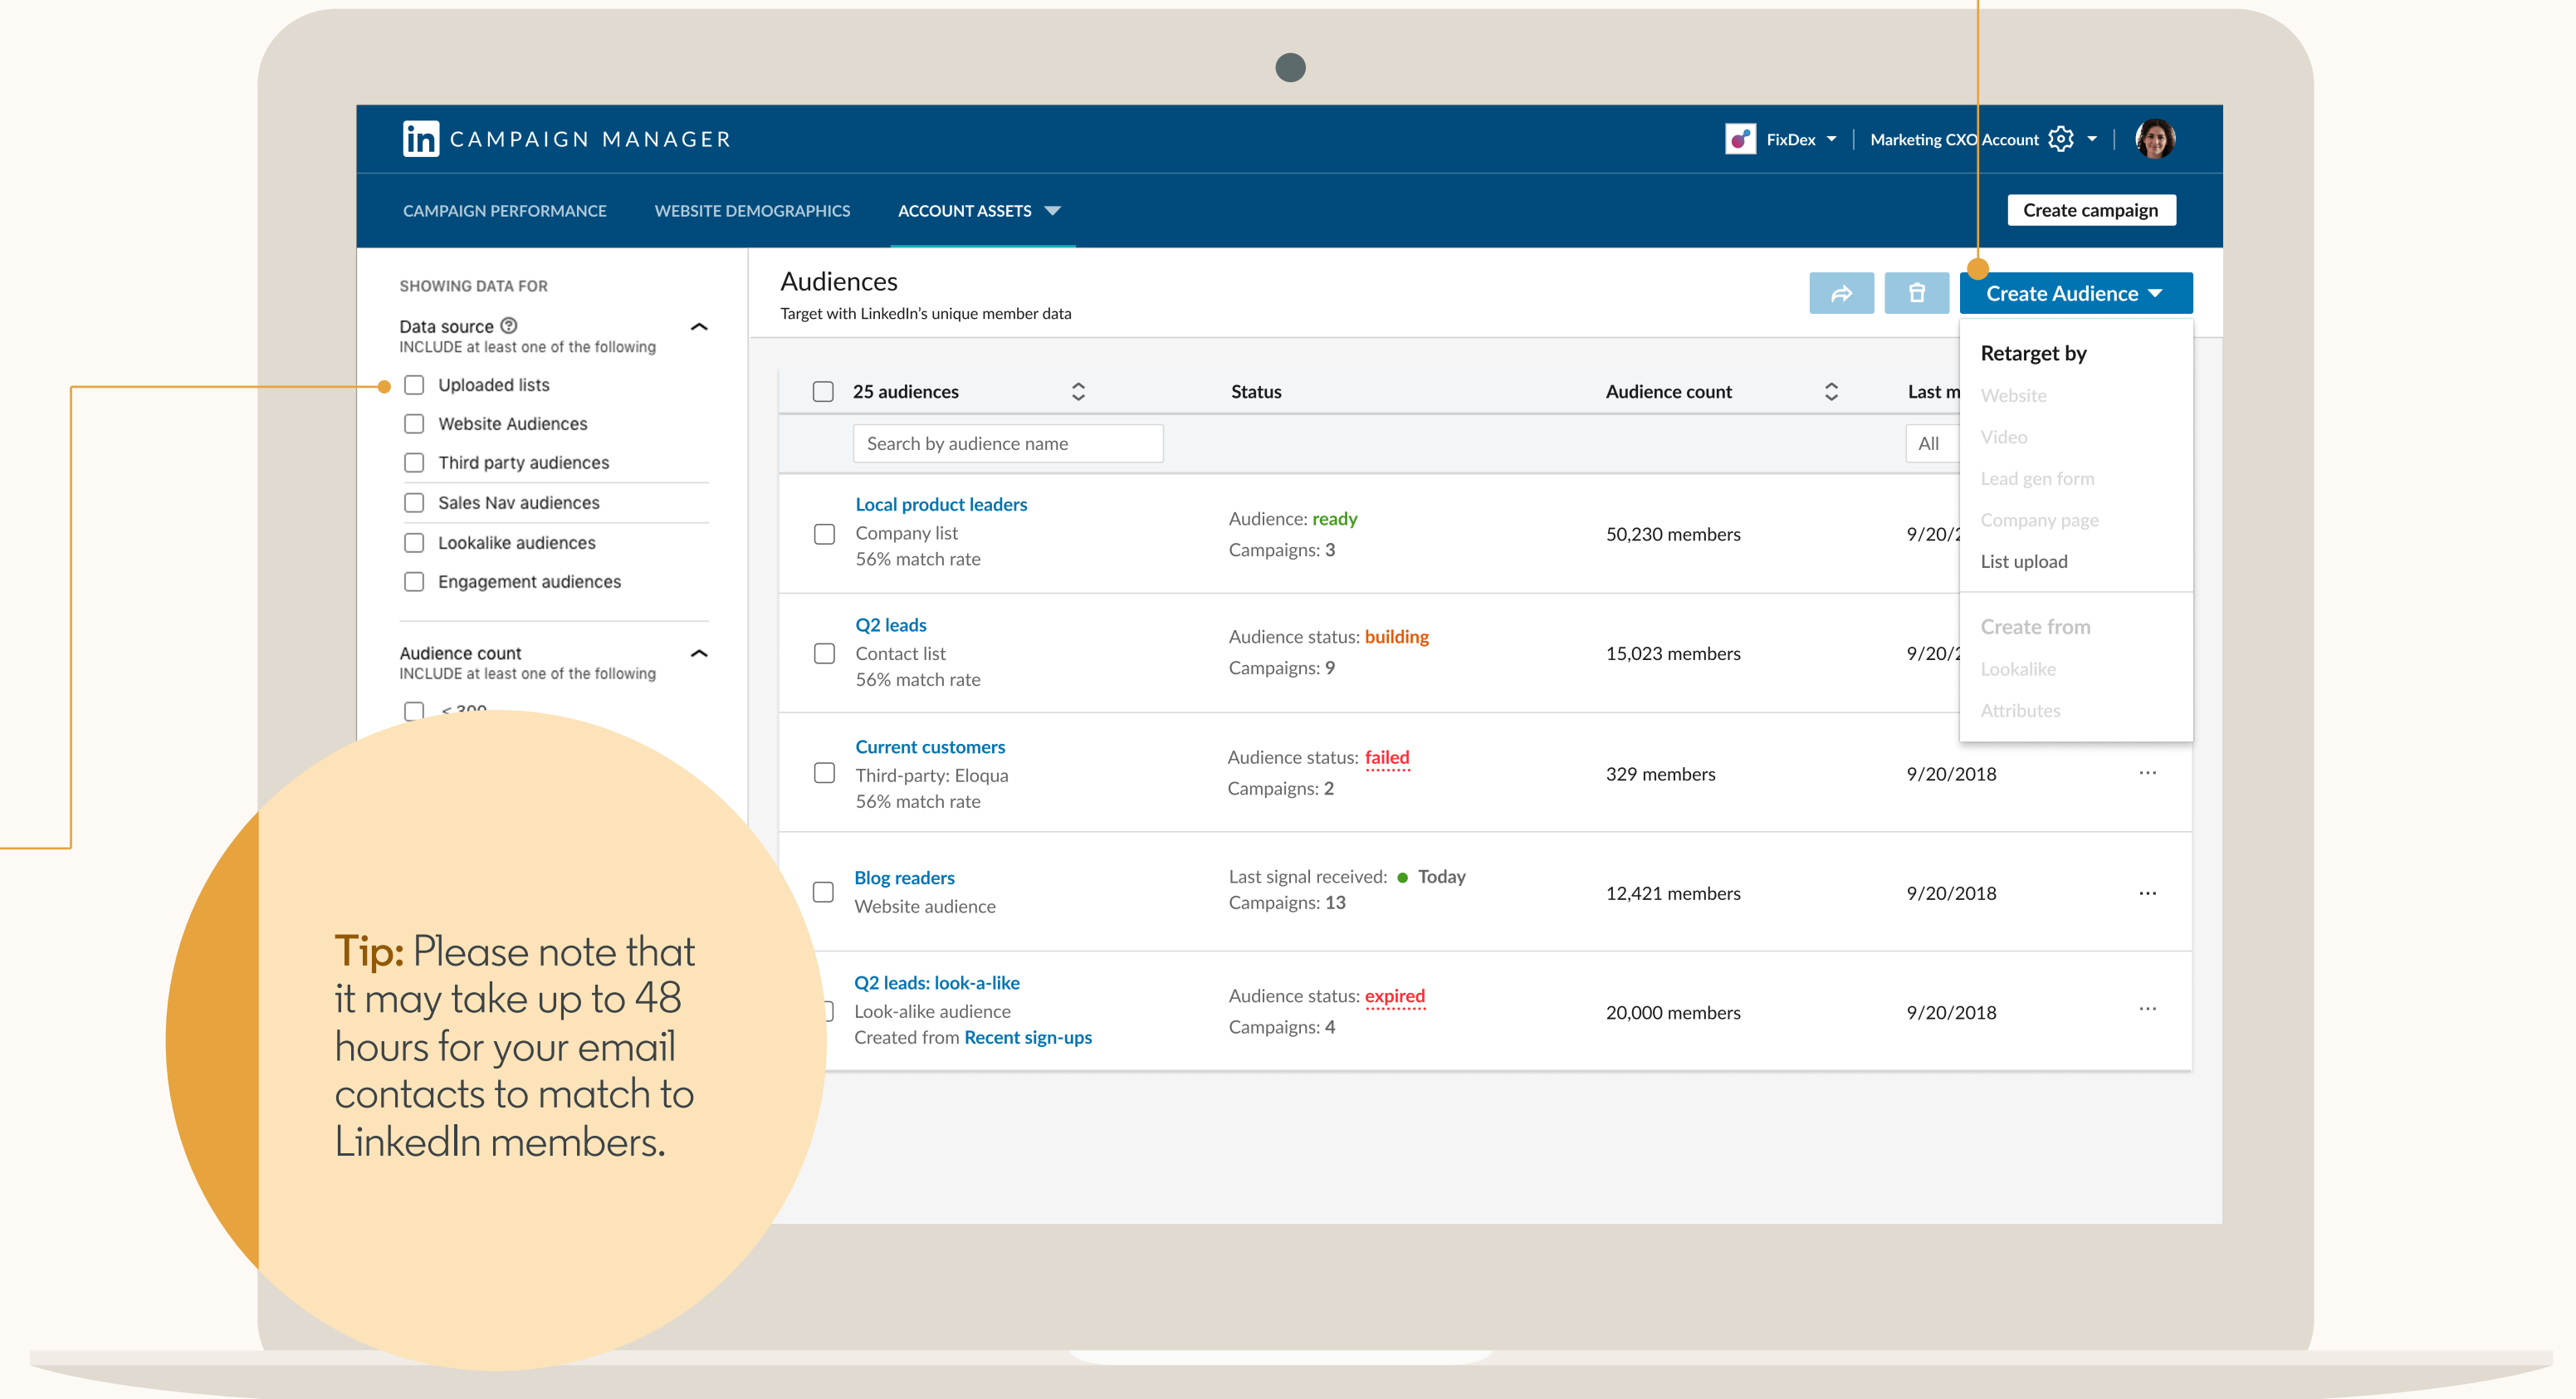 in CAMPAIGN MANAGER
FixDex
Marketing CXO Account
CAMPAIGN PERFORMANCE
WEBSITE DEMOGRAPHICS
ACCOUNT ASSETS
Create campaign
SHOWING DATA FOR
Data source
INCLUDE at least one of the following
Uploaded lists
Website Audiences
Third party audiences
Sales Nav audiences
Lookalike audiences
Engagement audiences
Audience count
INCLUDE at least one of the following
Audiences
Target with LinkedIn's unique member data
Create Audience
Retarget by
Website
Video
Lead gen form
Company page
List upload
Create from
Lookalike
Attributes
25 audiences
Status
Audience count
Last
Search by audience name
All
Local product leaders
Company list
56% match rate
Audience: ready
Campaigns: 3
50,230 members
9/20/
Q2 leads
Contact list
56% match rate
Audience status: building
Campaigns: 9
15,023 members
9/20/
Current customers
Third-party: Eloqua
56% match rate
Audience status: failed
Campaigns: 2
329 members
9/20/2018
...
Blog readers
Website audience
Last signal received: ● Today
Campaigns: 13
12,421 members
9/20/2018
...
Q2 leads: look-a-like
Look-alike audience
Created from Recent sign-ups
Audience status: expired
Campaigns: 4
20,000 members
9/20/2018
...
Tip: Please note that
it may take up to 48
hours for your email
contacts to match to
LinkedIn members.